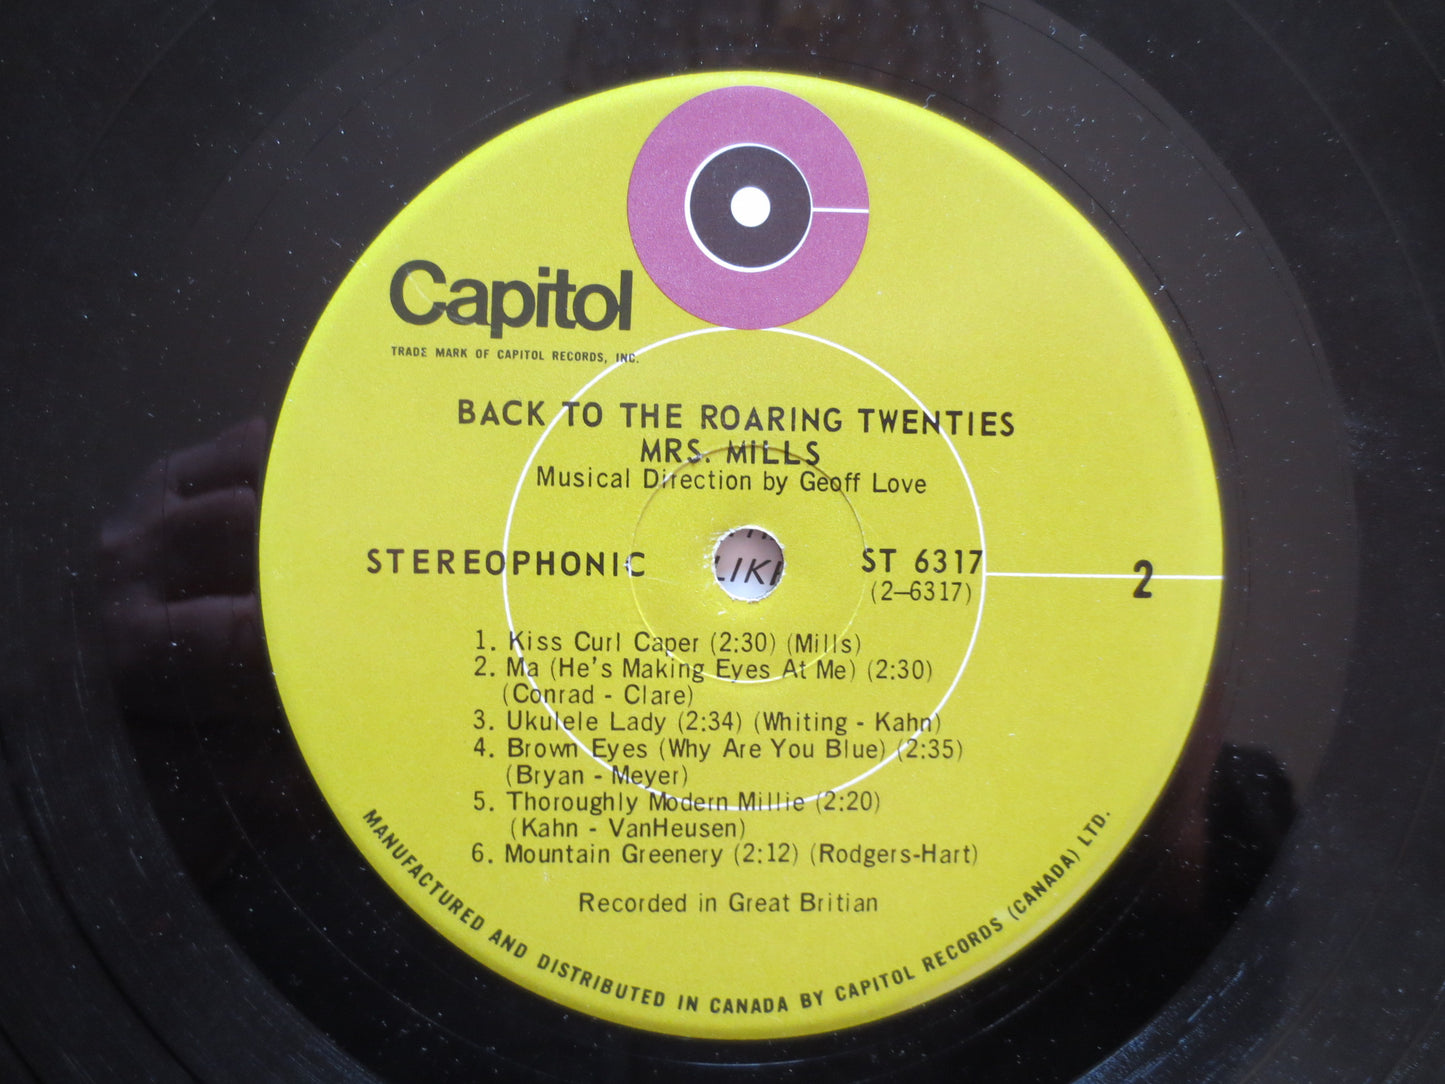 Capitol
TRADE MARK OF CAPITOL RECORDS, INC.
BACK TO THE ROARING TWENTIES
MRS. MILLS
Musical Direction by Geoff Love
STEREOPHONIC
LIKE
ST 6317
(2–6317)
2
1. Kiss Curl Caper (2:30) (Mills)
2. Ma (He's Making Eyes At Me) (2:30)
(Conrad - Clare)
3. Ukulele Lady (2:34) (Whiting - Kahn)
4. Brown Eyes (Why Are You Blue) (2:35)
(Bryan - Meyer)
5. Thoroughly Modern Millie (2:20)
(Kahn - VanHeusen)
6. Mountain Greenery (2:12) (Rodgers-Hart)
Recorded in Great Britian
MANUFACTURED AND DISTRIBUTED IN CANADA BY CAPITOL RECORDS (CANADA) LTD.